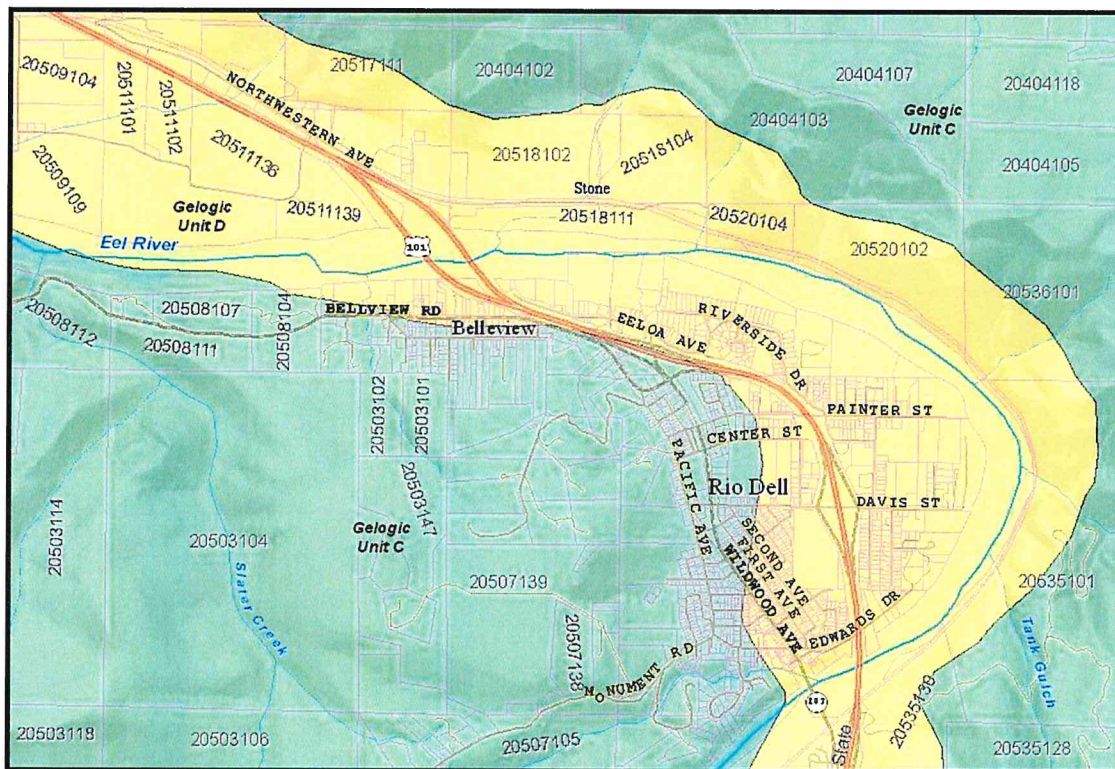 20517111
20404102
20404107
20404118
20509104
20511101
20511102
NORTHWESTERN AVE
Gelogic
Unit C
20404103
20511136
20518102
20518104
20404105
20509109
Stone
Gelogic
Unit D
20511139
20518111
20520104
Eel River
101
20520102
20536101
20508107
20508104
BELLVIEW RD
RIVERSIDE DR
20508112
20508111
Belleview
EELOA AVE
20503102
20503101
PAINTER ST
CENTER ST
PACIFIC AVE
20503147
Rio Dell
DAVIS ST
20503114
20503104
Gelogic
Unit C
SECOND AVE
FIRST AVE
WILDWOOD AVE
20507139
20535101
Slater Creek
EDWARDS DR
20507138
MONUMENT RD
Tank Gulch
20535139
20503118
20503106
20507105
State
20535128